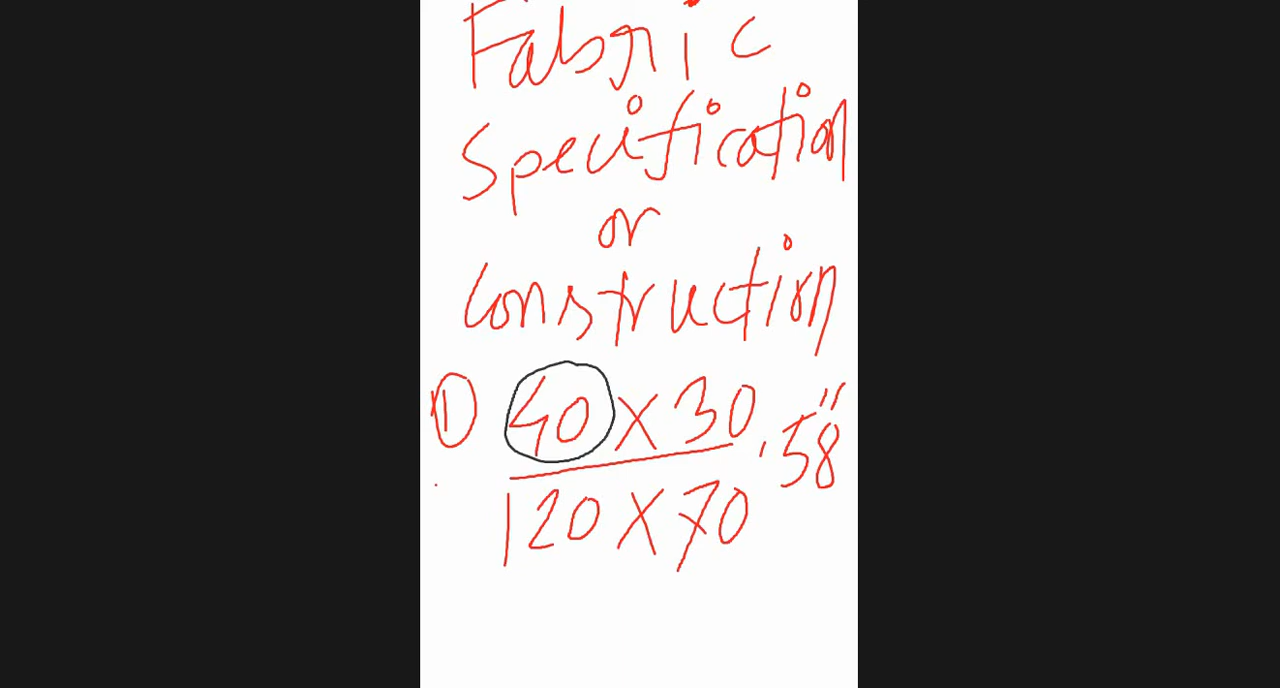 Fabric
Specification
or
Construction
① 40 X 30
120 X 70 , 58"